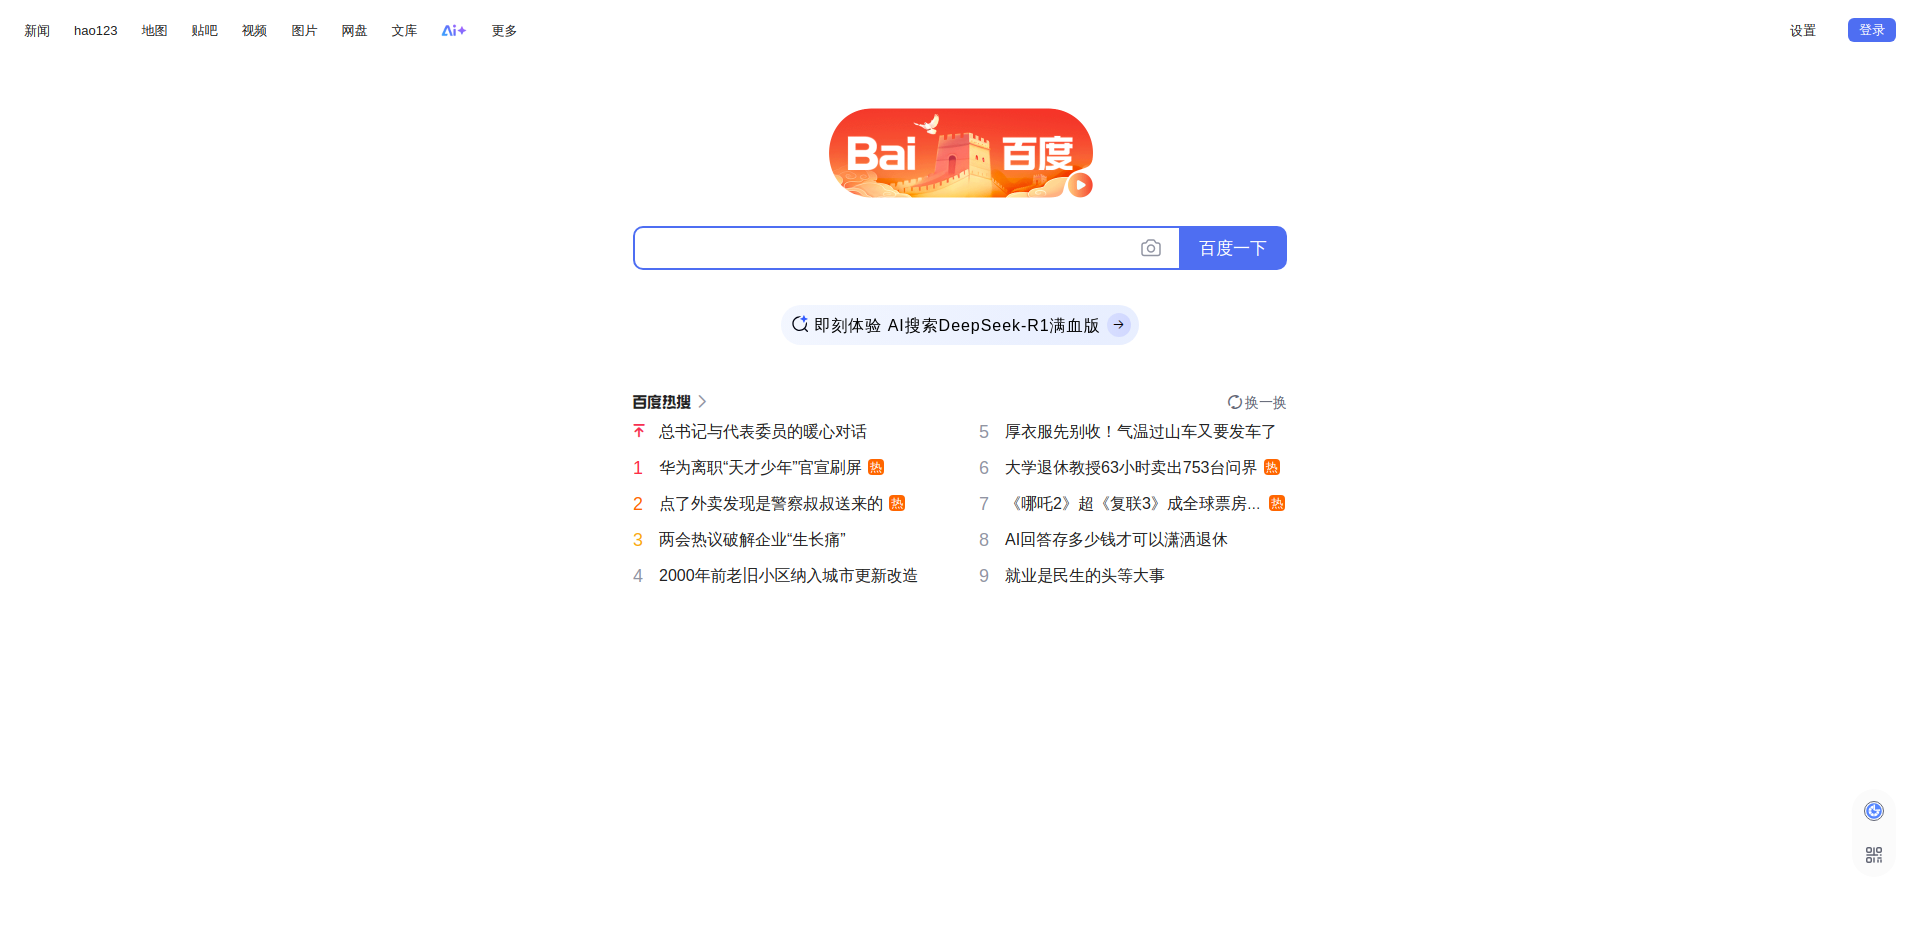 新闻 hao123 地图 贴吧 视频 图片 网盘 文库 Ai+ 更多 设置 登录
Bai 百度
百度一下
即刻体验 AI搜索DeepSeek-R1满血版
百度热搜 换一换
总书记与代表委员的暖心对话
1 华为离职“天才少年”官宣刷屏 热
2 点了外卖发现是警察叔叔送来的 热
3 两会热议破解企业“生长痛”
4 2000年前老旧小区纳入城市更新改造
5 厚衣服先别收！气温过山车又要发车了
6 大学退休教授63小时卖出753台问界 热
7 《哪吒2》超《复联3》成全球票房... 热
8 AI回答存多少钱才可以潇洒退休
9 就业是民生的头等大事